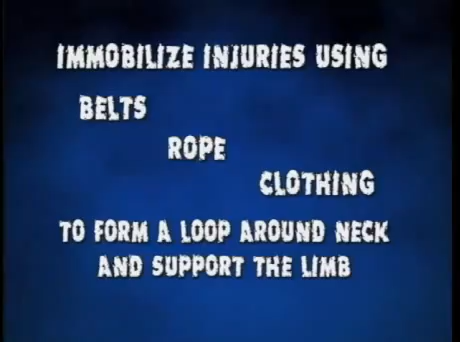 IMMOBILIZE INJURIES USING
BELTS
ROPE
CLOTHING
TO FORM A LOOP AROUND NECK
AND SUPPORT THE LIMB